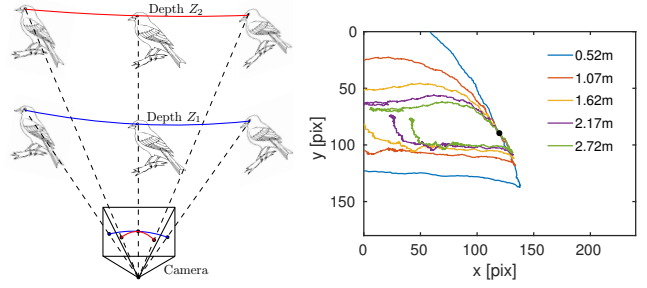 Depth Z₂
Depth Z₁
Camera
0
50
100
150
y [pix]
0
50
100
150
200
x [pix]
0.52m
1.07m
1.62m
2.17m
2.72m